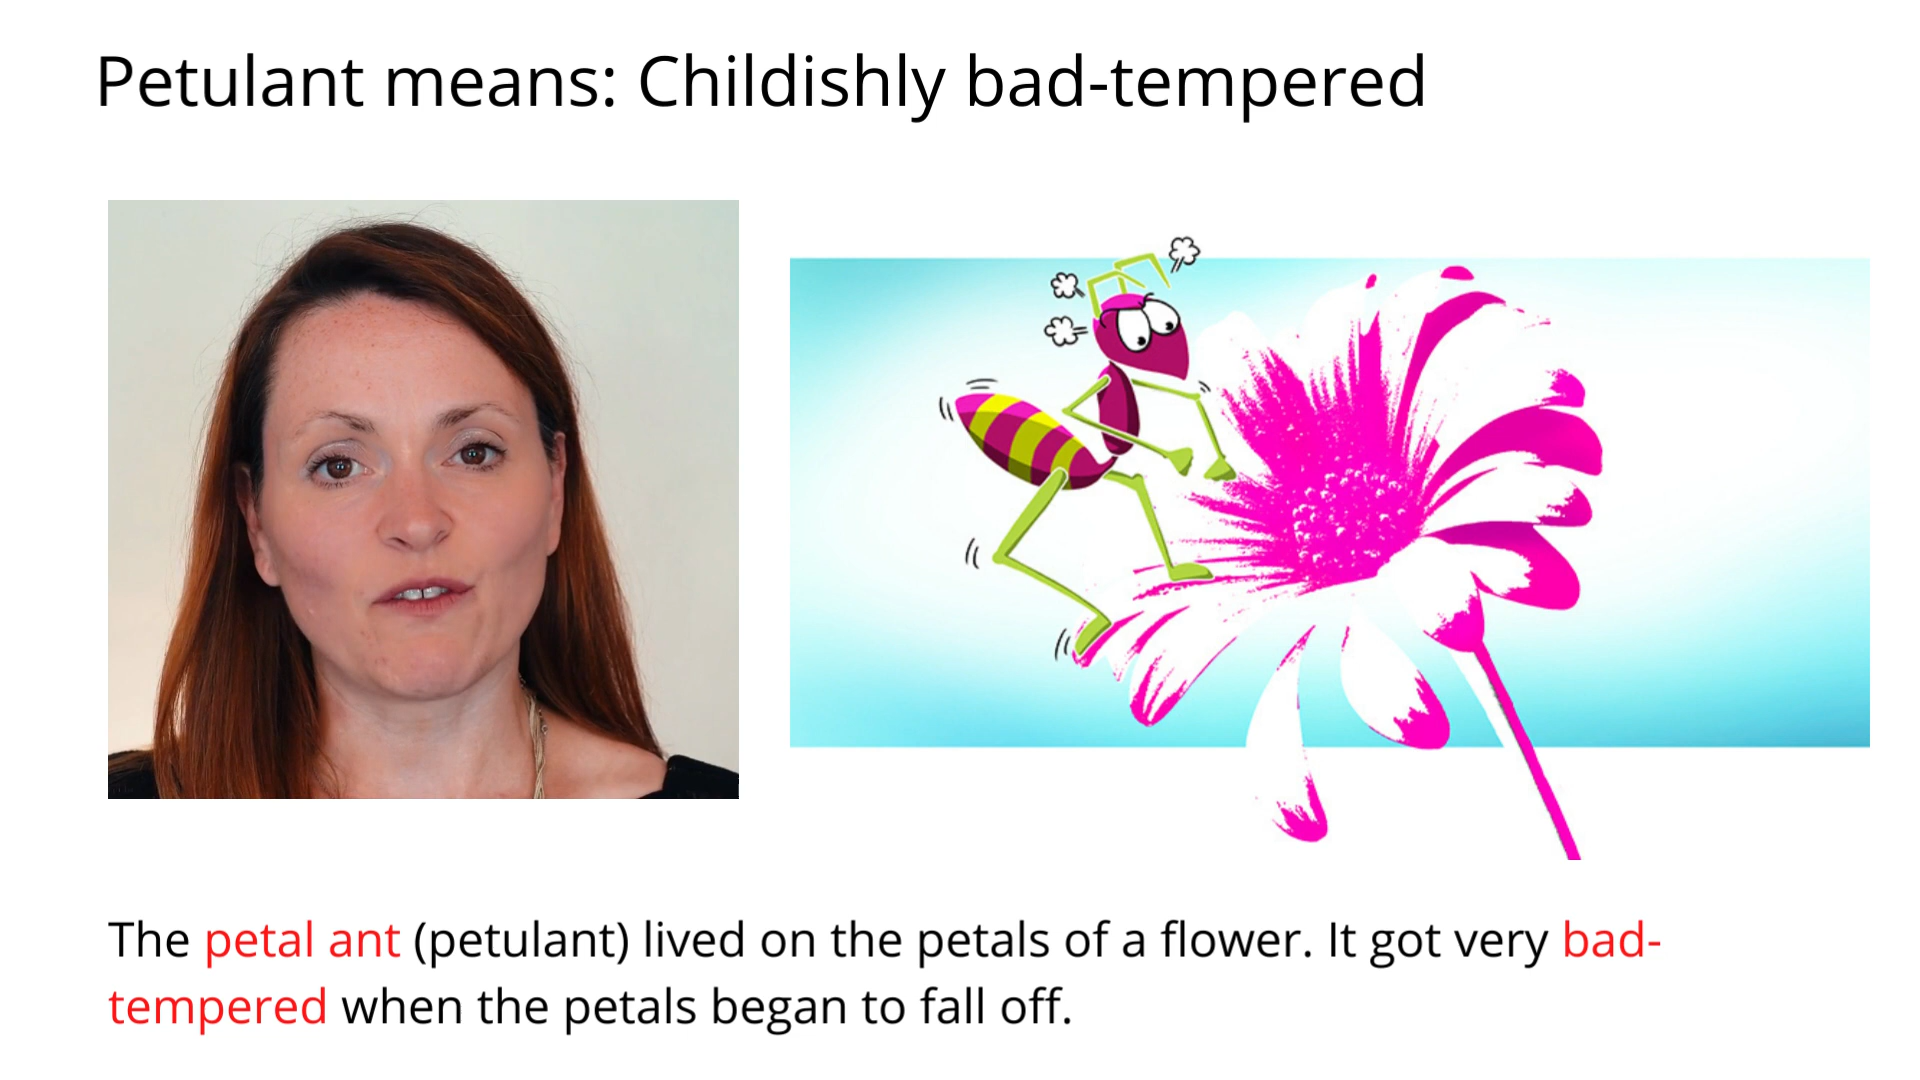 Petulant means: Childishly bad-tempered
The petal ant (petulant) lived on the petals of a flower. It got very bad-
tempered when the petals began to fall off.